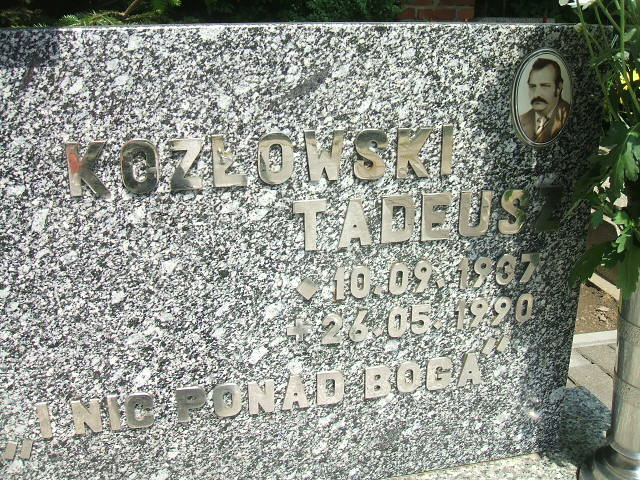 KOZŁOWSKI
TADEUSZ
⬥ 10.09.1937
+ 26.05.1990
„I NIC PONAD BOGA”